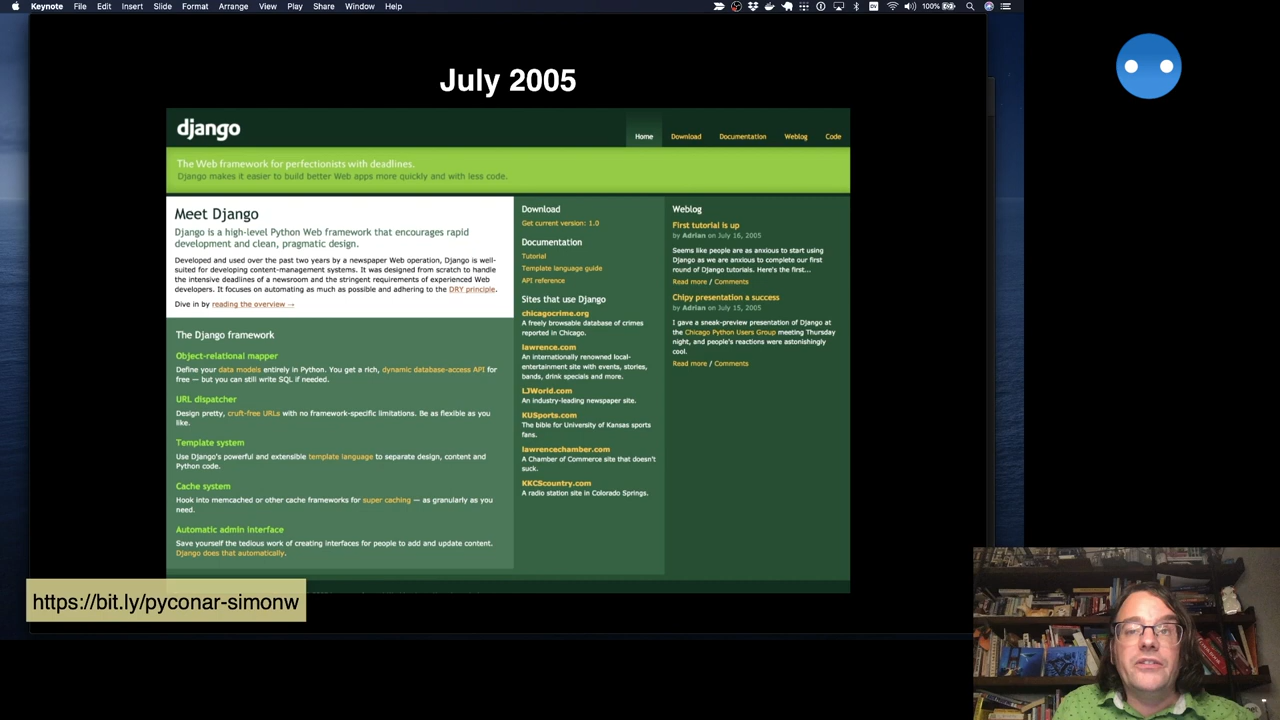 Keynote File Edit Insert Slide Format Arrange View Play Share Window Help
100%
July 2005
django
Home Download Documentation Weblog Code
The Web framework for perfectionists with deadlines.
Django makes it easier to build better Web apps more quickly and with less code.
Meet Django
Django is a high-level Python Web framework that encourages rapid
development and clean, pragmatic design.
Developed and used over the past two years by a newspaper Web operation, Django is well-
suited for developing content-management systems. It was designed from scratch to handle
the intensive deadlines of a newsroom and the stringent requirements of experienced Web
developers. It focuses on automating as much as possible and adhering to the DRY principle.
Dive in by reading the overview →
The Django framework
Object-relational mapper
Define your data models entirely in Python. You get a rich, dynamic database-access API for
free — but you can still write SQL if needed.
URL dispatcher
Design pretty, cruft-free URLs with no framework-specific limitations. Be as flexible as you
like.
Template system
Use Django's powerful and extensible template language to separate design, content and
Python code.
Cache system
Hook into memcached or other cache frameworks for super caching — as granularly as you
need.
Automatic admin interface
Save yourself the tedious work of creating interfaces for people to add and update content.
Django does that automatically.
Download
Get current version: 1.0
Documentation
Tutorial
Template language guide
API reference
Sites that use Django
chicagocrime.org
A freely browsable database of crimes
reported in Chicago.
lawrence.com
An internationally renowned local-
entertainment site with events, stories,
bands, drink specials and more.
LJWorld.com
An industry-leading newspaper site.
KUSports.com
The bible for University of Kansas sports
fans.
lawrencechamber.com
A Chamber of Commerce site that doesn't
suck.
KKCScountry.com
A radio station site in Colorado Springs.
Weblog
First tutorial is up
by Adrian on July 16, 2005
Seems like people are as anxious to start using
Django as we are anxious to complete our first
round of Django tutorials. Here's the first...
Read more / Comments
Chipy presentation a success
by Adrian on July 15, 2005
I gave a sneak-preview presentation of Django at
the Chicago Python Users Group meeting Thursday
night, and people's reactions were astonishingly
cool.
Read more / Comments
https://bit.ly/pyconar-simonw